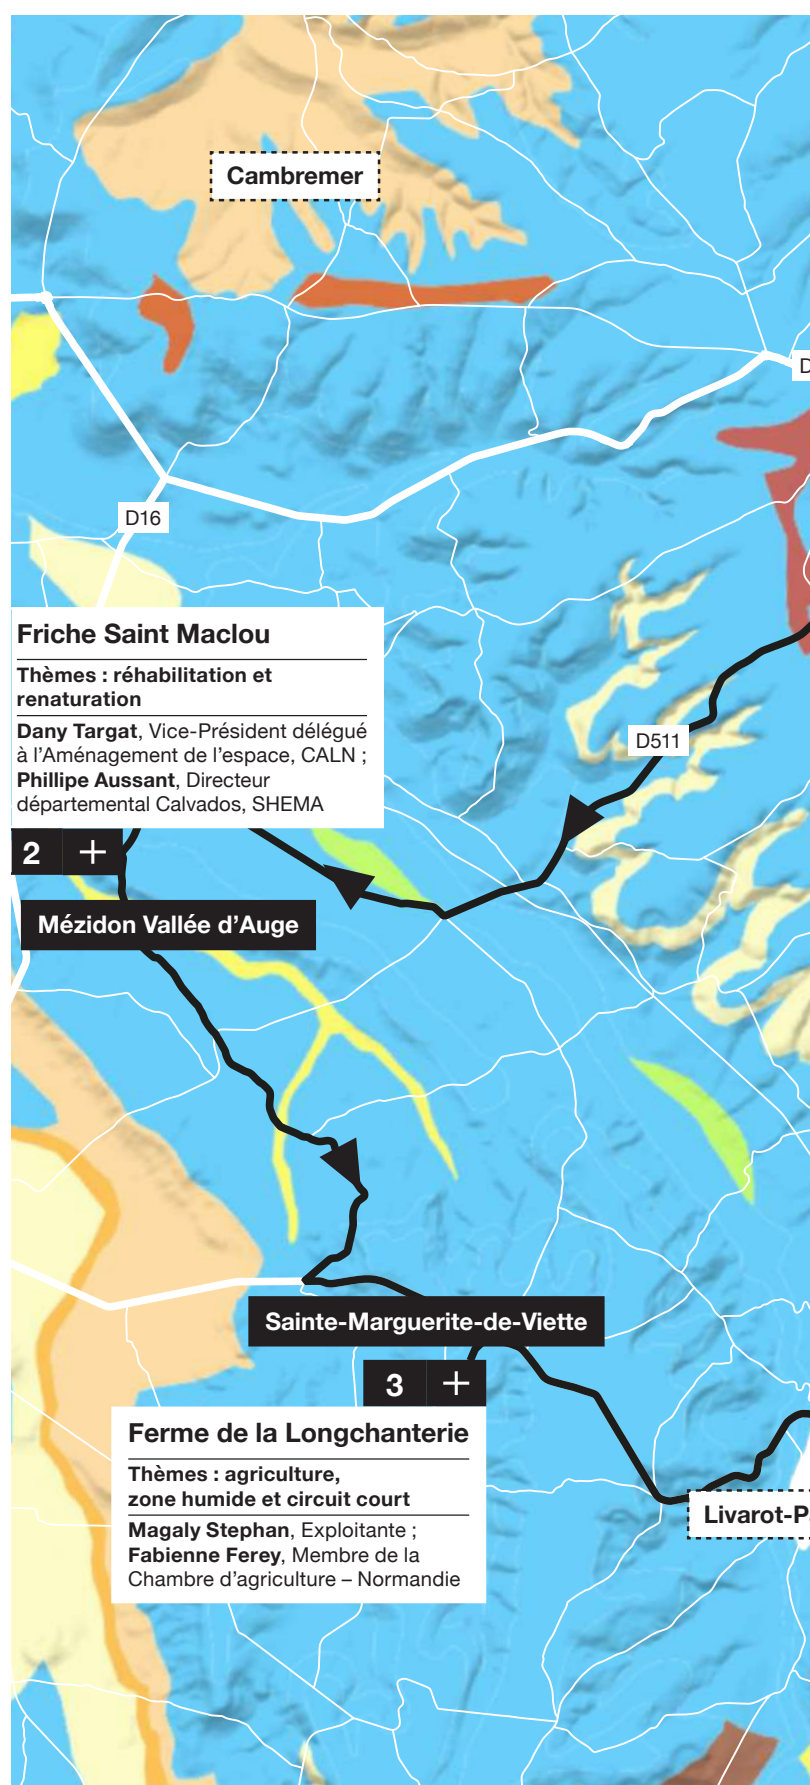 Cambremer
D
D16
Friche Saint Maclou
Thèmes : réhabilitation et
renaturation
Dany Targat, Vice-Président délégué
à l’Aménagement de l’espace, CALN ;
Phillipe Aussant, Directeur
départemental Calvados, SHEMA
D511
2 +
Mézidon Vallée d’Auge
Sainte-Marguerite-de-Viette
3 +
Ferme de la Longchanterie
Thèmes : agriculture,
zone humide et circuit court
Magaly Stephan, Exploitante ;
Fabienne Ferey, Membre de la
Chambre d’agriculture – Normandie
Livarot-P